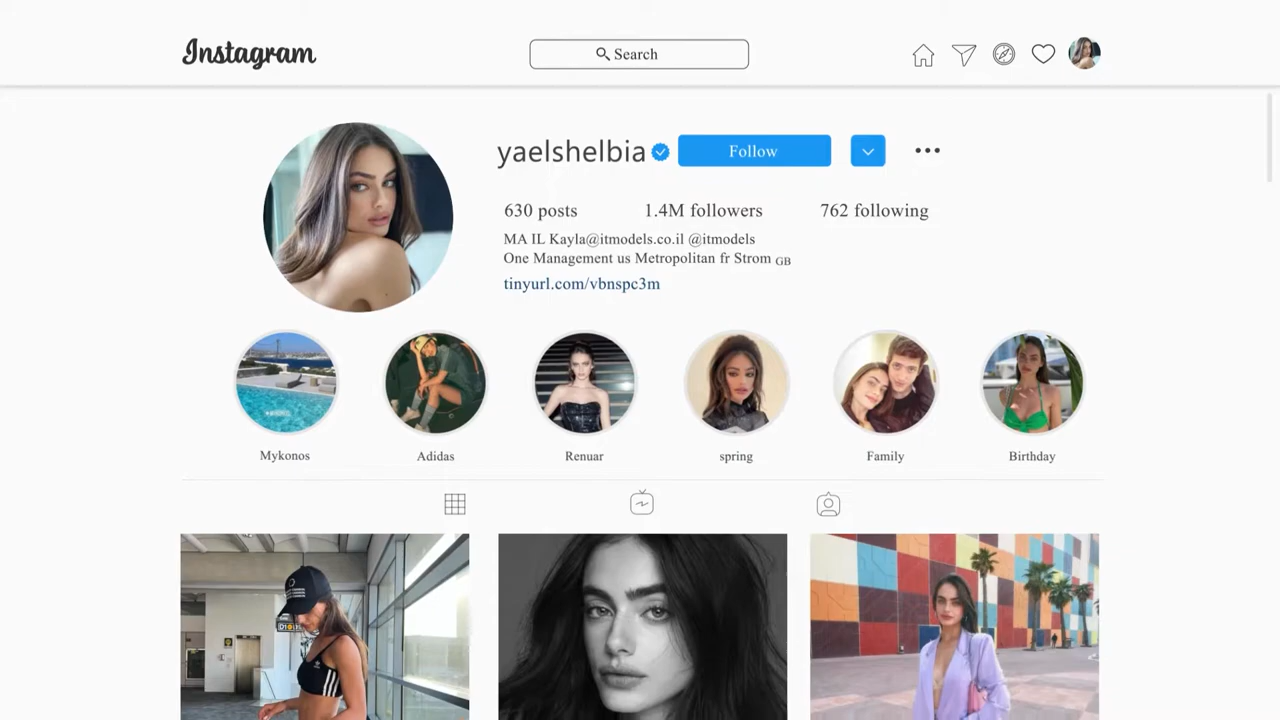 Instagram
Search
yaelshelbia
Follow
630 posts 1.4M followers 762 following
MA IL Kayla@itmodels.co.il @itmodels
One Management us Metropolitan fr Strom GB
tinyurl.com/vbnspc3m
Mykonos Adidas Renuar spring Family Birthday